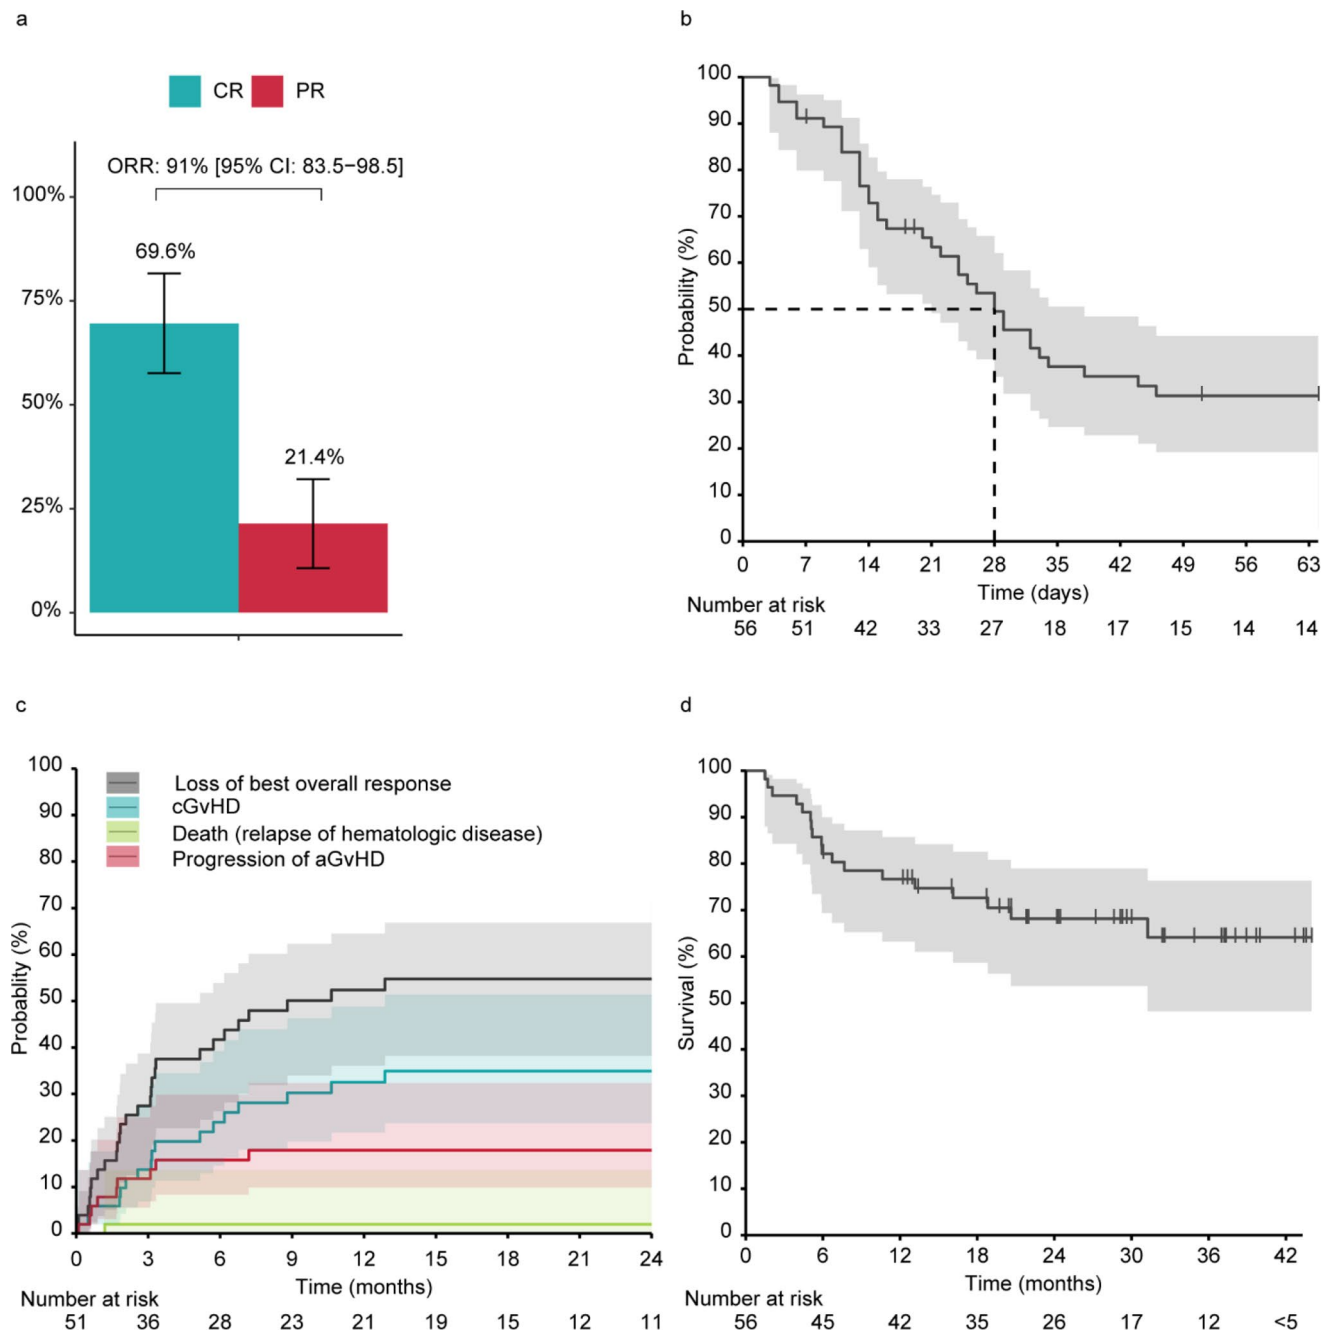 a
CR PR
ORR: 91% [95% CI: 83.5–98.5]
100%
69.6%
75%
50%
21.4%
25%
0%
b
Probability (%)
100
90
80
70
60
50
40
30
20
10
0
0 7 14 21 28 35 42 49 56 63
Time (days)
Number at risk
56 51 42 33 27 18 17 15 14 14
c
Loss of best overall response
cGvHD
Death (relapse of hematologic disease)
Progression of aGvHD
Probablity (%)
100
90
80
70
60
50
40
30
20
10
0
0 3 6 9 12 15 18 21 24
Time (months)
Number at risk
51 36 28 23 21 19 15 12 11
d
Survival (%)
100
90
80
70
60
50
40
30
20
10
0
0 6 12 18 24 30 36 42
Time (months)
Number at risk
56 45 42 35 26 17 12 <5